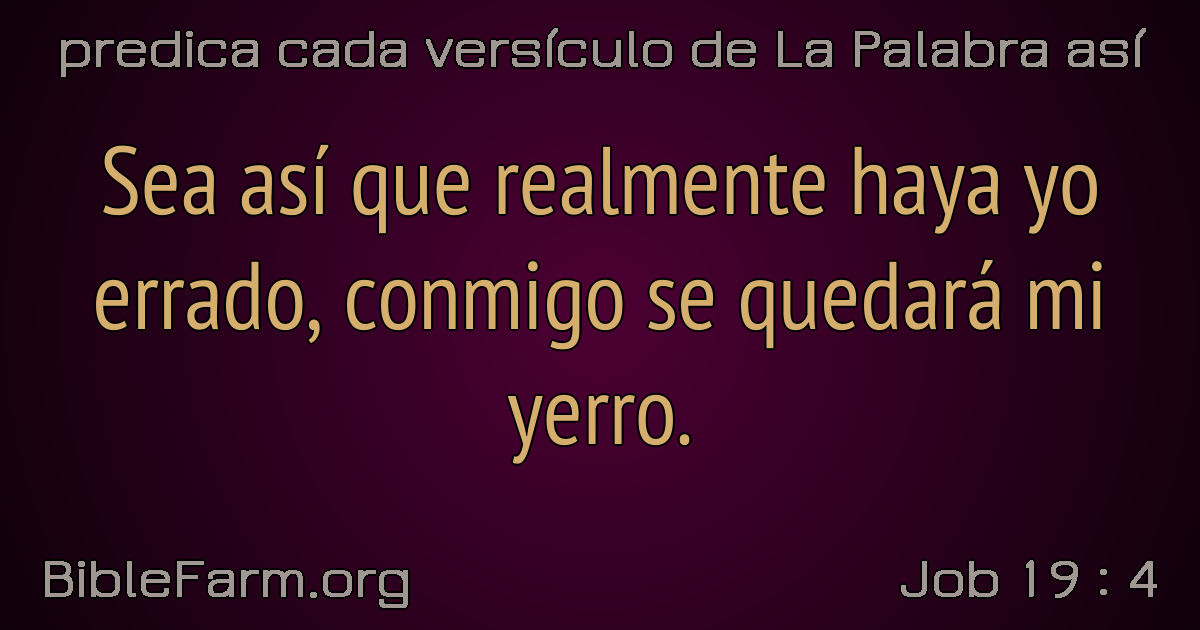 predica cada versículo de La Palabra así
Sea así que realmente haya yo
errado, conmigo se quedará mi
yerro.
BibleFarm.org
Job 19 : 4